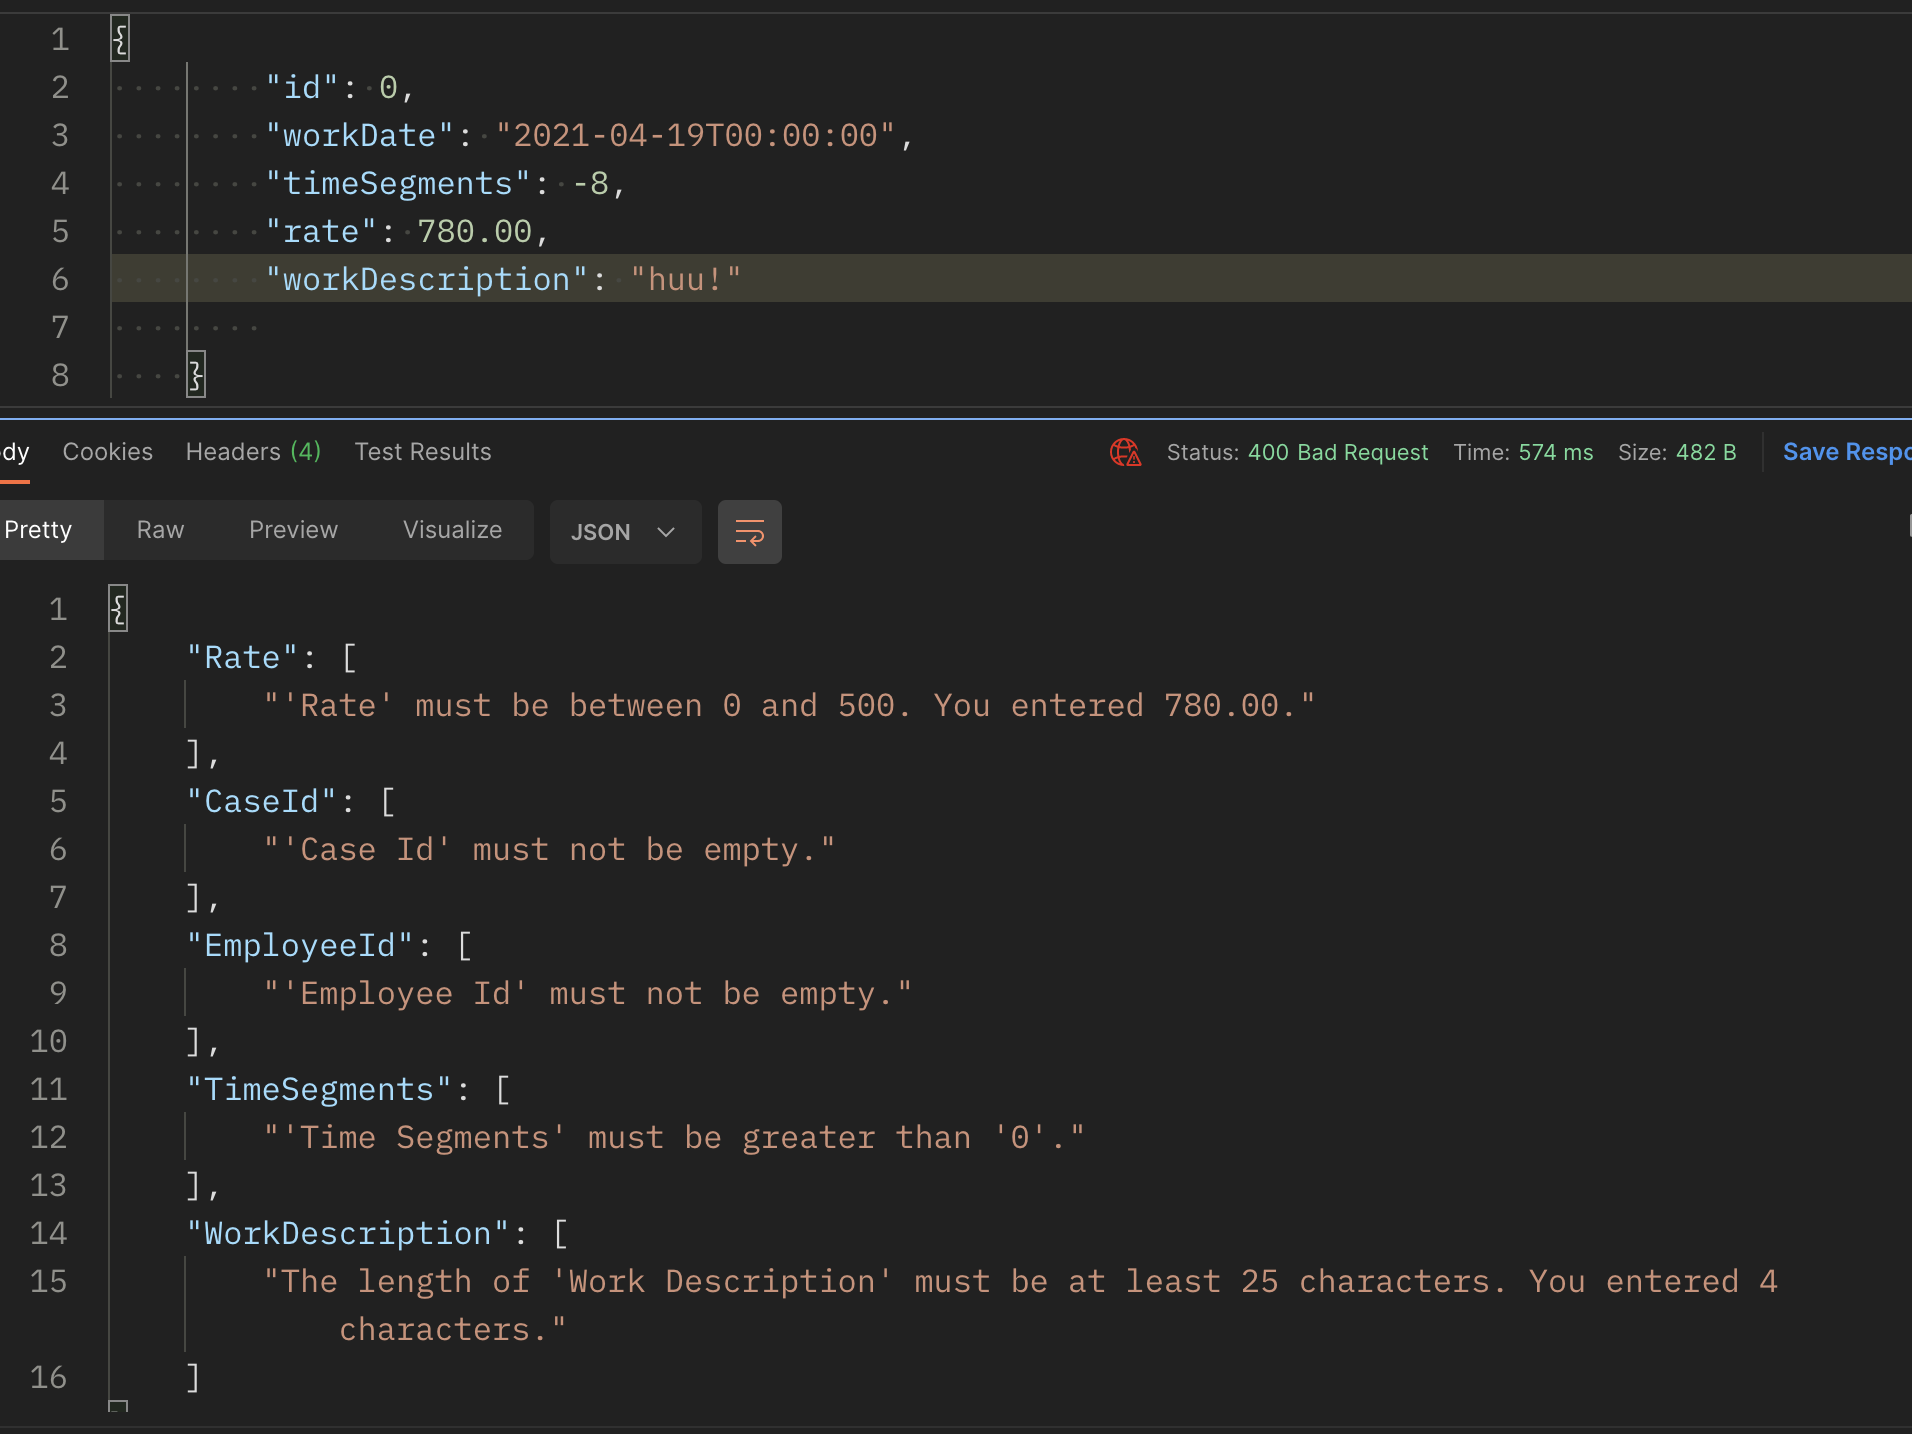 1 {
2 "id": 0,
3 "workDate": "2021-04-19T00:00:00",
4 "timeSegments": -8,
5 "rate": 780.00,
6 "workDescription": "huu!"
7
8 }
dy Cookies Headers (4) Test Results Status: 400 Bad Request Time: 574 ms Size: 482 B Save Respo
Pretty Raw Preview Visualize JSON
1 {
2 "Rate": [
3 "'Rate' must be between 0 and 500. You entered 780.00."
4 ],
5 "CaseId": [
6 "'Case Id' must not be empty."
7 ],
8 "EmployeeId": [
9 "'Employee Id' must not be empty."
10 ],
11 "TimeSegments": [
12 "'Time Segments' must be greater than '0'."
13 ],
14 "WorkDescription": [
15 "The length of 'Work Description' must be at least 25 characters. You entered 4
characters."
16 ]